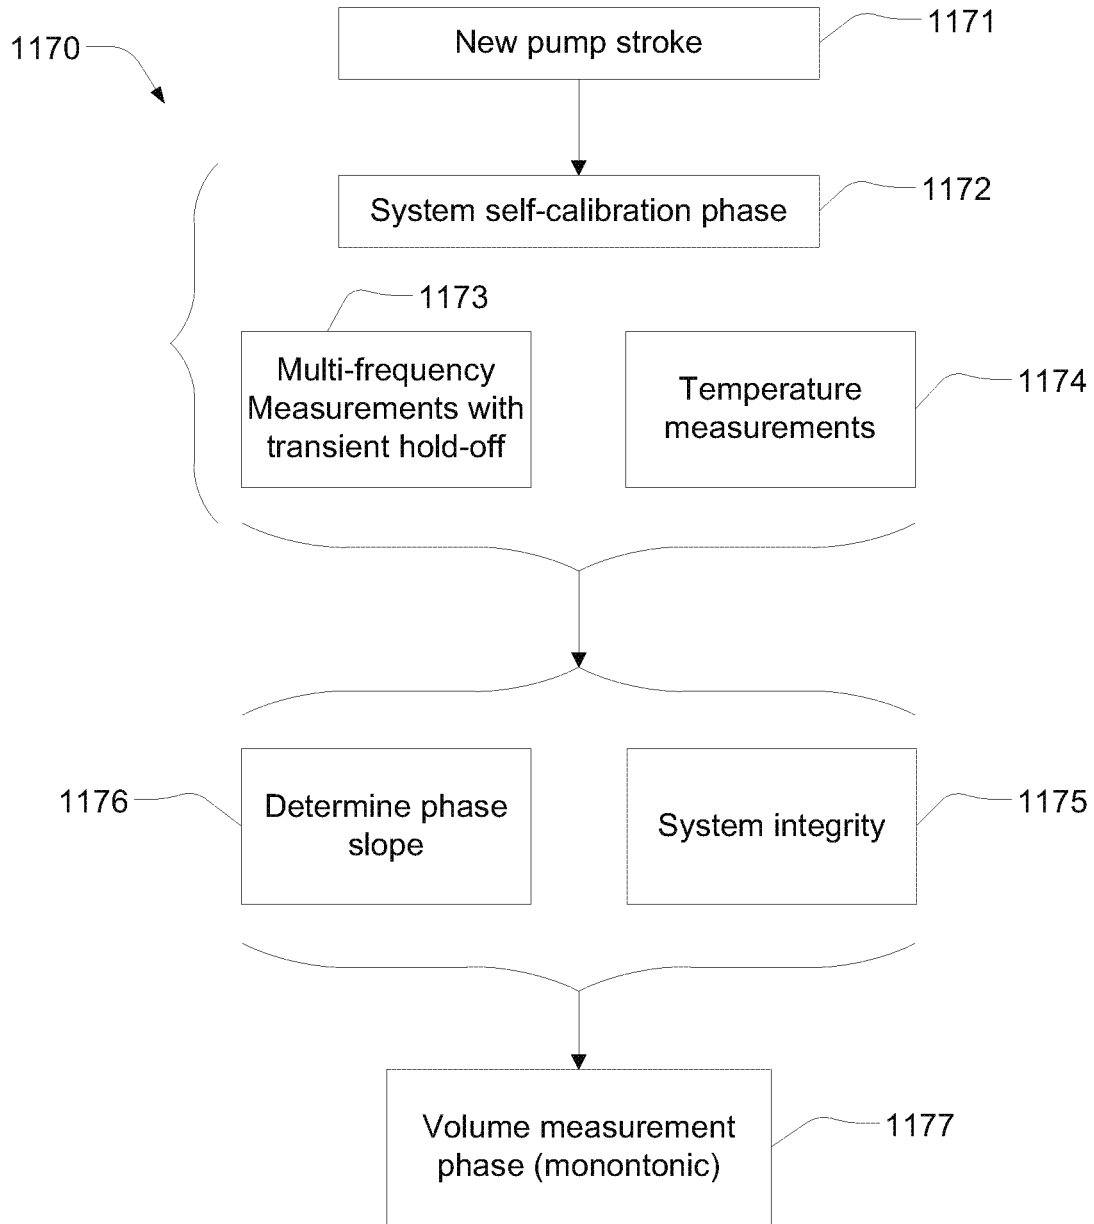 1170
New pump stroke
1171
System self-calibration phase
1172
1173
Multi-frequency
Measurements with
transient hold-off
Temperature
measurements
1174
1176
Determine phase
slope
System integrity
1175
Volume measurement
phase (monontonic)
1177